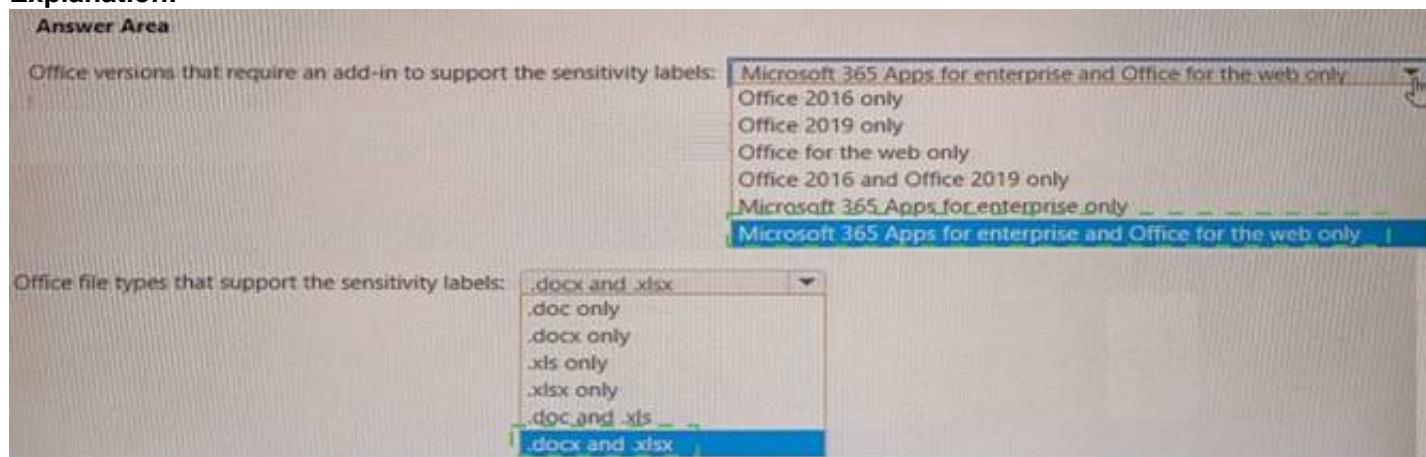 Explanation:
Answer Area
Office versions that require an add-in to support the sensitivity labels: Microsoft 365 Apps for enterprise and Office for the web only
Office 2016 only
Office 2019 only
Office for the web only
Office 2016 and Office 2019 only
Microsoft 365 Apps for enterprise only
Microsoft 365 Apps for enterprise and Office for the web only
Office file types that support the sensitivity labels: .docx and .xlsx
.doc only
.docx only
.xls only
.xlsx only
.doc and .xls
.docx and .xlsx